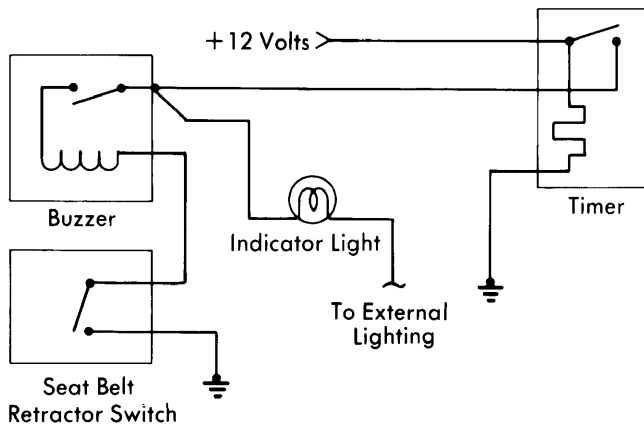 +12 Volts
Buzzer
Timer
Indicator Light
To External
Lighting
Seat Belt
Retractor Switch